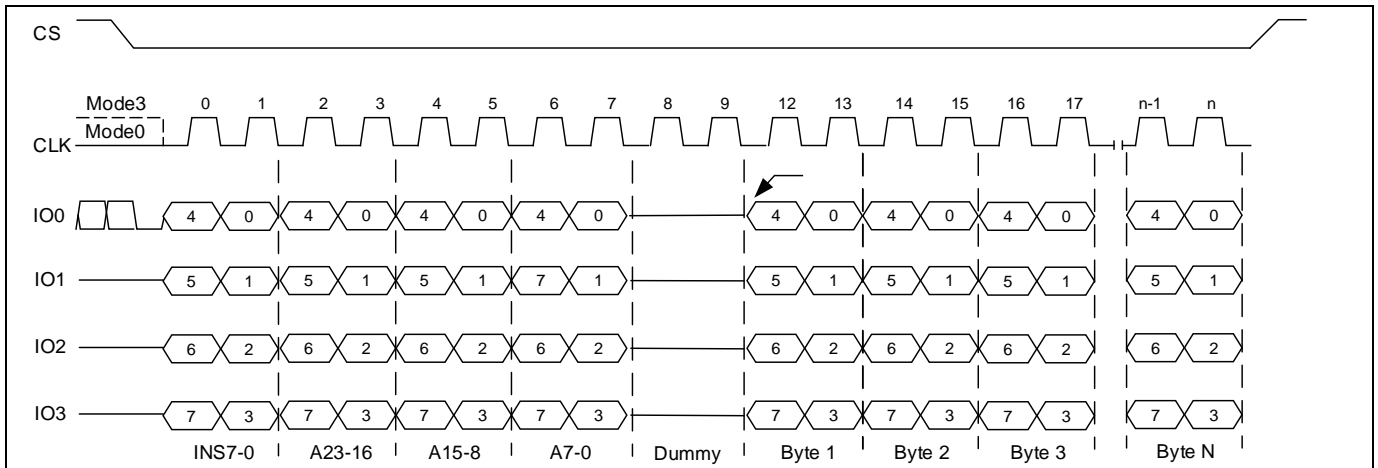 CS
Mode3 0 1 2 3 4 5 6 7 8 9 12 13 14 15 16 17 n-1 n
Mode0
CLK
IO0 4 0 4 0 4 0 4 0 4 0 4 0 4 0 4 0
IO1 5 1 5 1 5 1 7 1 5 1 5 1 5 1 5 1
IO2 6 2 6 2 6 2 6 2 6 2 6 2 6 2 6 2
IO3 7 3 7 3 7 3 7 3 7 3 7 3 7 3 7 3
INS7-0 A23-16 A15-8 A7-0 Dummy Byte 1 Byte 2 Byte 3 Byte N